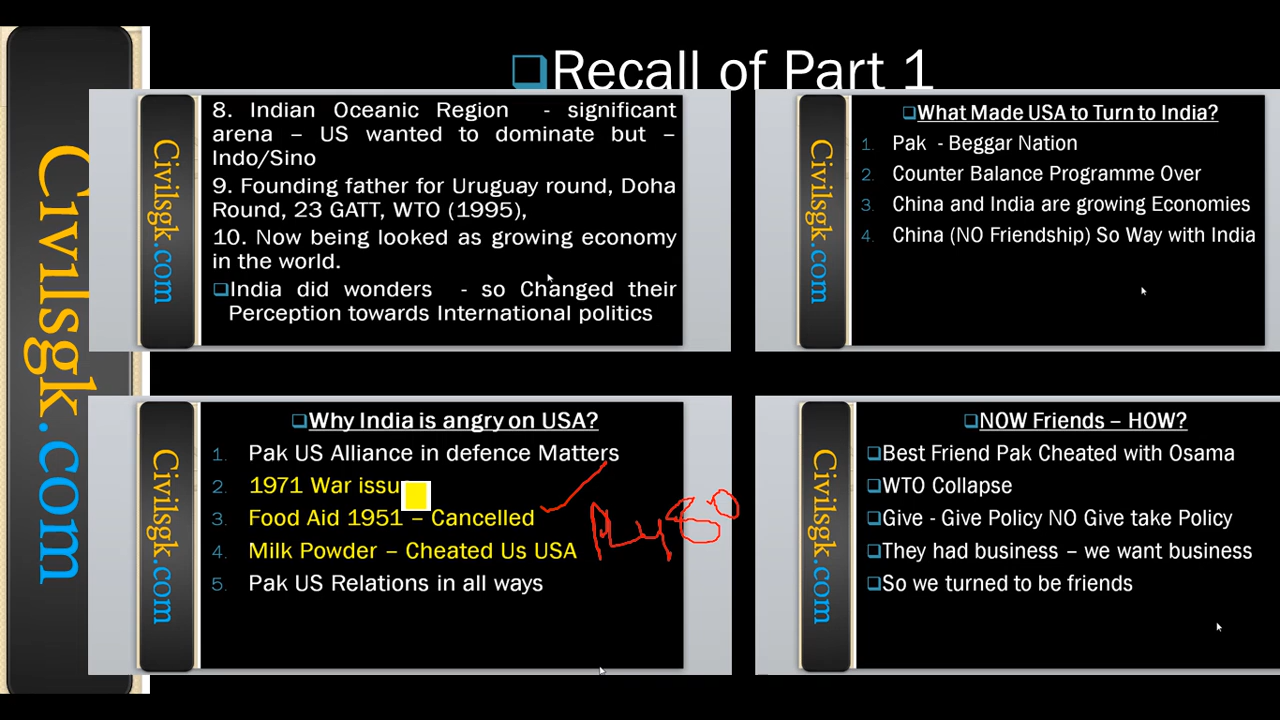 Civilsgk.com
Recall of Part 1
Civilsgk.com
8. Indian Oceanic Region - significant
arena – US wanted to dominate but –
Indo/Sino
9. Founding father for Uruguay round, Doha
Round, 23 GATT, WTO (1995),
10. Now being looked as growing economy
in the world.
India did wonders - so Changed their
Perception towards International politics
Civilsgk.com
What Made USA to Turn to India?
1. Pak - Beggar Nation
2. Counter Balance Programme Over
3. China and India are growing Economies
4. China (NO Friendship) So Way with India
Civilsgk.com
Why India is angry on USA?
1. Pak US Alliance in defence Matters
2. 1971 War issu
3. Food Aid 1951 – Cancelled
4. Milk Powder – Cheated Us USA
5. Pak US Relations in all ways
Civilsgk.com
NOW Friends – HOW?
Best Friend Pak Cheated with Osama
WTO Collapse
Give - Give Policy NO Give take Policy
They had business – we want business
So we turned to be friends